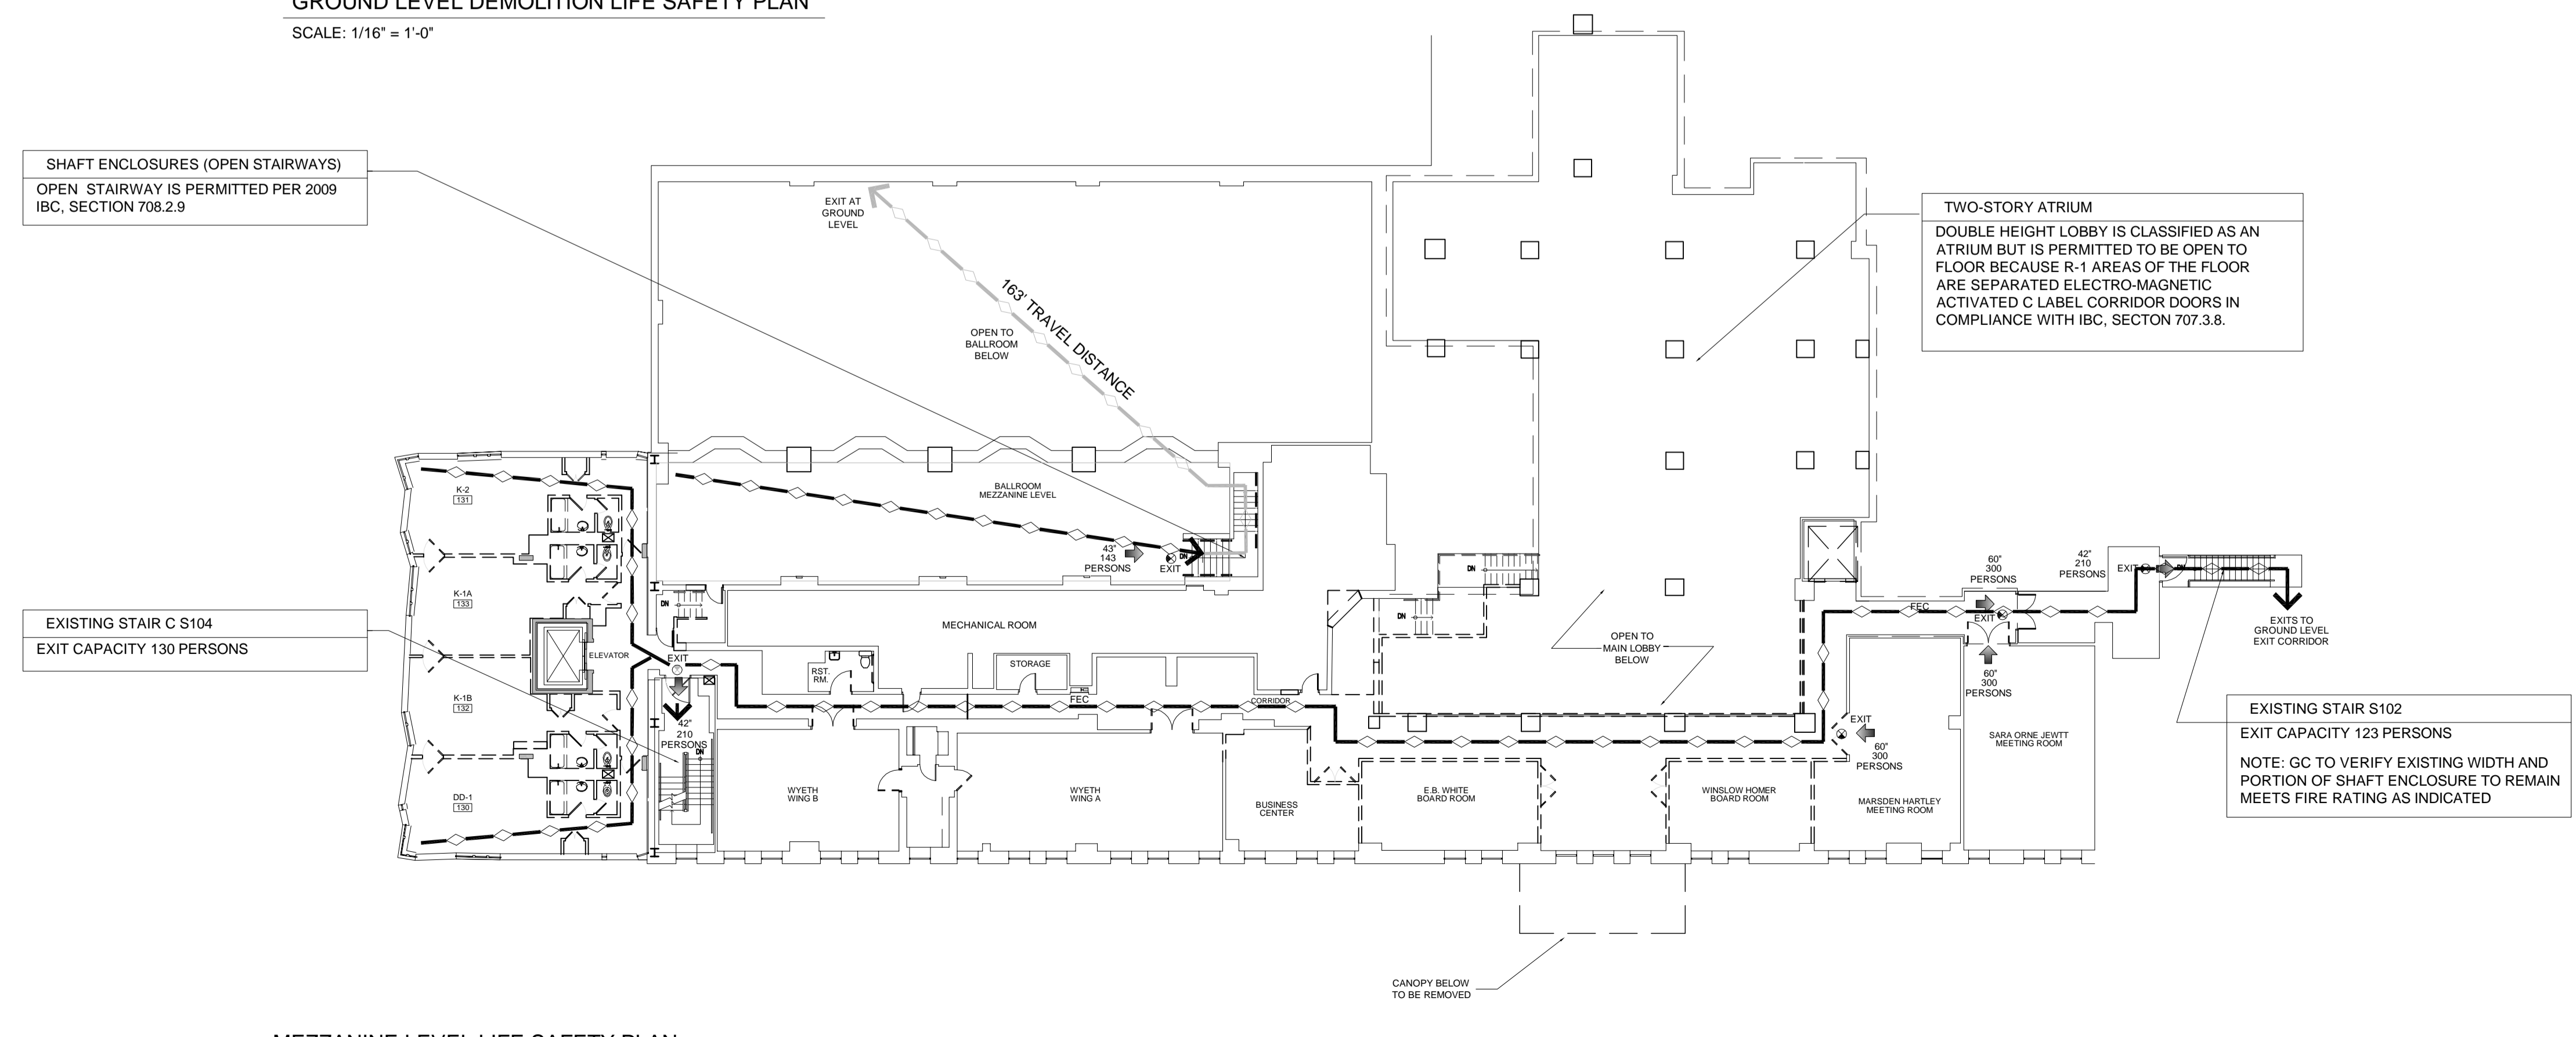 GROUND LEVEL DEMOLITION LIFE SAFETY PLAN
SCALE: 1/16" = 1'-0"
SHAFT ENCLOSURES (OPEN STAIRWAYS)
OPEN STAIRWAY IS PERMITTED PER 2009
IBC, SECTION 708.2.9
TWO-STORY ATRIUM
DOUBLE HEIGHT LOBBY IS CLASSIFIED AS AN
ATRIUM BUT IS PERMITTED TO BE OPEN TO
FLOOR BECAUSE R-1 AREAS OF THE FLOOR
ARE SEPARATED ELECTRO-MAGNETIC
ACTIVATED C LABEL CORRIDOR DOORS IN
COMPLIANCE WITH IBC, SECTON 707.3.8.
EXIT AT
GROUND
LEVEL
163' TRAVEL DISTANCE
OPEN TO
BALLROOM
BELOW
K-2
131
BALLROOM
MEZZANINE LEVEL
43"
143
PERSONS
EXIT
DN
DN
DN
60"
300
PERSONS
42"
210
PERSONS
EXIT
DN
K-1A
133
DN
MECHANICAL ROOM
FEC
EXIT
EXISTING STAIR C S104
EXIT CAPACITY 130 PERSONS
ELEVATOR
EXIT
RST.
RM.
STORAGE
OPEN TO
MAIN LOBBY
BELOW
EXITS TO
GROUND LEVEL
EXIT CORRIDOR
60"
300
PERSONS
K-1B
132
FEC
CORRIDOR
42"
210
PERSONS
DN
EXIT
60"
300
PERSONS
SARA ORNE JEWTT
MEETING ROOM
EXISTING STAIR S102
EXIT CAPACITY 123 PERSONS
NOTE: GC TO VERIFY EXISTING WIDTH AND
PORTION OF SHAFT ENCLOSURE TO REMAIN
MEETS FIRE RATING AS INDICATED
DD-1
130
WYETH
WING B
WYETH
WING A
BUSINESS
CENTER
E.B. WHITE
BOARD ROOM
WINSLOW HOMER
BOARD ROOM
MARSDEN HARTLEY
MEETING ROOM
CANOPY BELOW
TO BE REMOVED
MEZZANINE LEVEL LIFE SAFETY PLAN